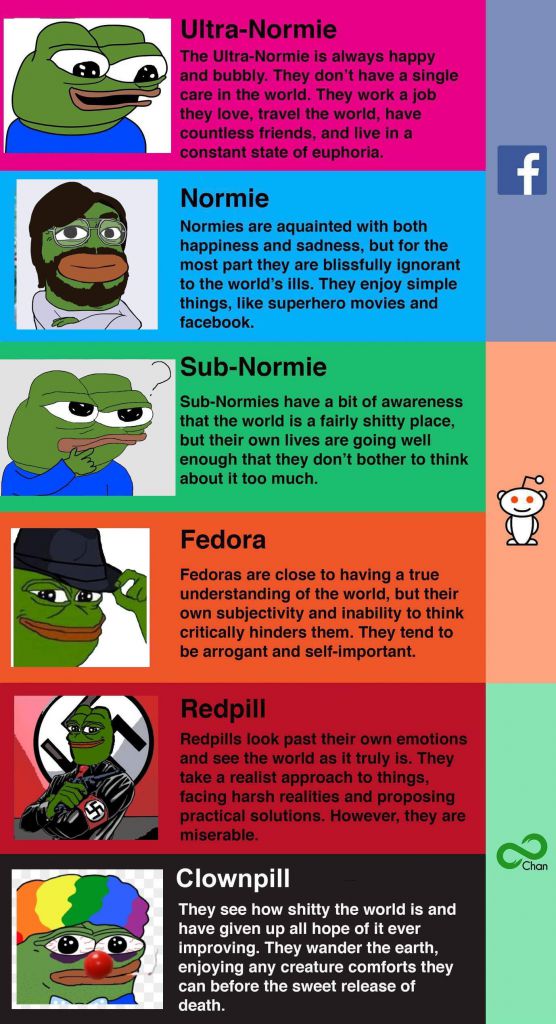 Ultra-Normie
The Ultra-Normie is always happy
and bubbly. They don't have a single
care in the world. They work a job
they love, travel the world, have
countless friends, and live in a
constant state of euphoria.
f
Normie
Normies are aquainted with both
happiness and sadness, but for the
most part they are blissfully ignorant
to the world's ills. They enjoy simple
things, like superhero movies and
facebook.
?
Sub-Normie
Sub-Normies have a bit of awareness
that the world is a fairly shitty place,
but their own lives are going well
enough that they don't bother to think
about it too much.
Fedora
Fedoras are close to having a true
understanding of the world, but their
own subjectivity and inability to think
critically hinders them. They tend to
be arrogant and self-important.
Redpill
Redpills look past their own emotions
and see the world as it truly is. They
take a realist approach to things,
facing harsh realities and proposing
practical solutions. However, they are
miserable.
Chan
Clownpill
They see how shitty the world is and
have given up all hope of it ever
improving. They wander the earth,
enjoying any creature comforts they
can before the sweet release of
death.